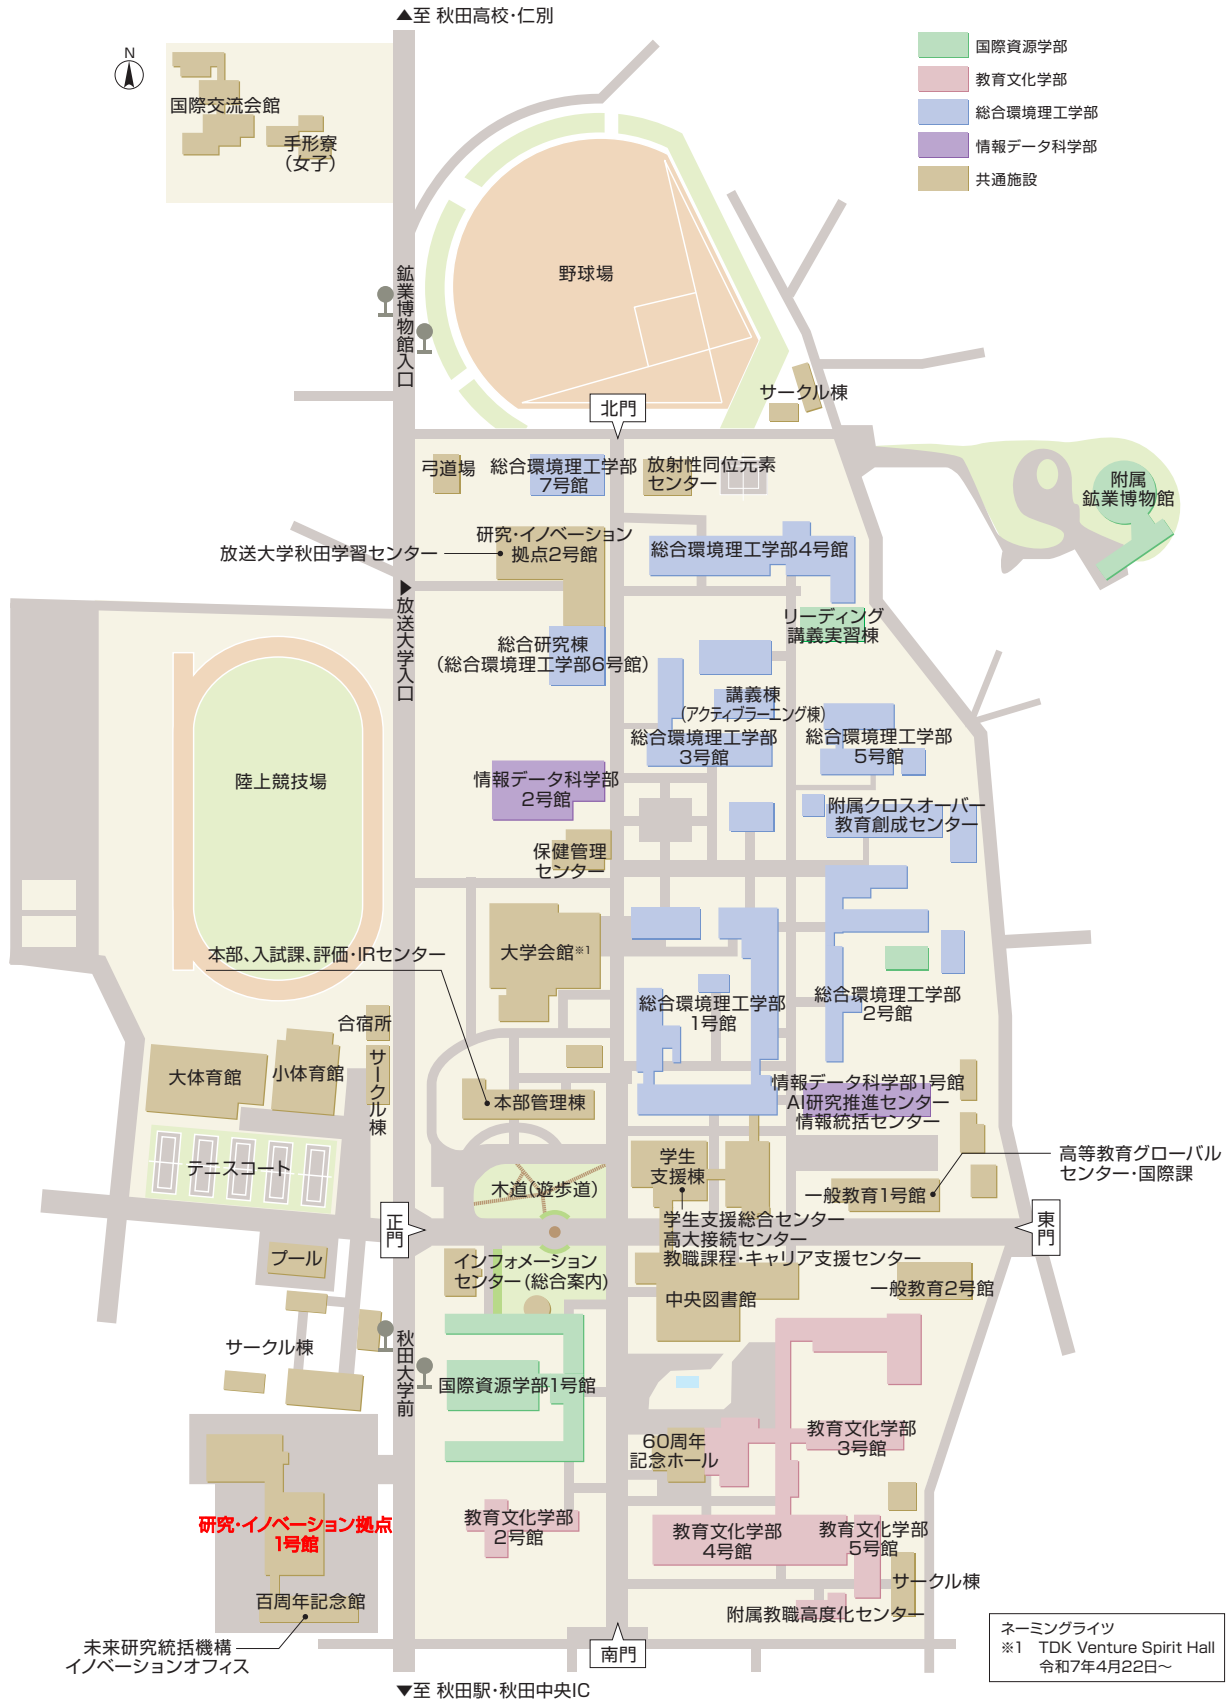 ▲至 秋田高校・仁別
N
国際資源学部
教育文化学部
総合環境理工学部
情報データ科学部
共通施設
国際交流会館
手形寮
（女子）
鉱業博物館入口
野球場
サークル棟
北門
弓道場
総合環境理工学部
7号館
放射性同位元素
センター
附属
鉱業博物館
研究・イノベーション
拠点2号館
放送大学秋田学習センター
総合環境理工学部4号館
▶放送大学入口
リーディング
講義実習棟
総合研究棟
（総合環境理工学部6号館）
講義棟
（アクティブラーニング棟）
総合環境理工学部
3号館
総合環境理工学部
5号館
陸上競技場
情報データ科学部
2号館
附属クロスオーバー
教育創成センター
保健管理
センター
大学会館※1
本部、入試課、評価・IRセンター
総合環境理工学部
1号館
総合環境理工学部
2号館
合宿所
サークル棟
大体育館
小体育館
本部管理棟
情報データ科学部1号館
AI研究推進センター
情報統括センター
テニスコート
学生
支援棟
高等教育グローバル
センター・国際課
木道（遊歩道）
一般教育1号館
正門
学生支援総合センター
高大接続センター
教職課程・キャリア支援センター
東門
プール
インフォメーション
センター（総合案内）
中央図書館
一般教育2号館
サークル棟
秋田大学前
国際資源学部1号館
60周年
記念ホール
教育文化学部
3号館
研究・イノベーション拠点
1号館
教育文化学部
2号館
教育文化学部
4号館
教育文化学部
5号館
サークル棟
百周年記念館
附属教職高度化センター
未来研究統括機構
イノベーションオフィス
南門
ネーミングライツ
※1 TDK Venture Spirit Hall
令和7年4月22日～
▼至 秋田駅・秋田中央IC